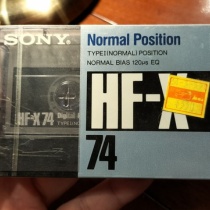 SONY
Normal Position
TYPE I (NORMAL) POSITION
NORMAL BIAS 120µs EQ
HF-X 74
HF-X
74